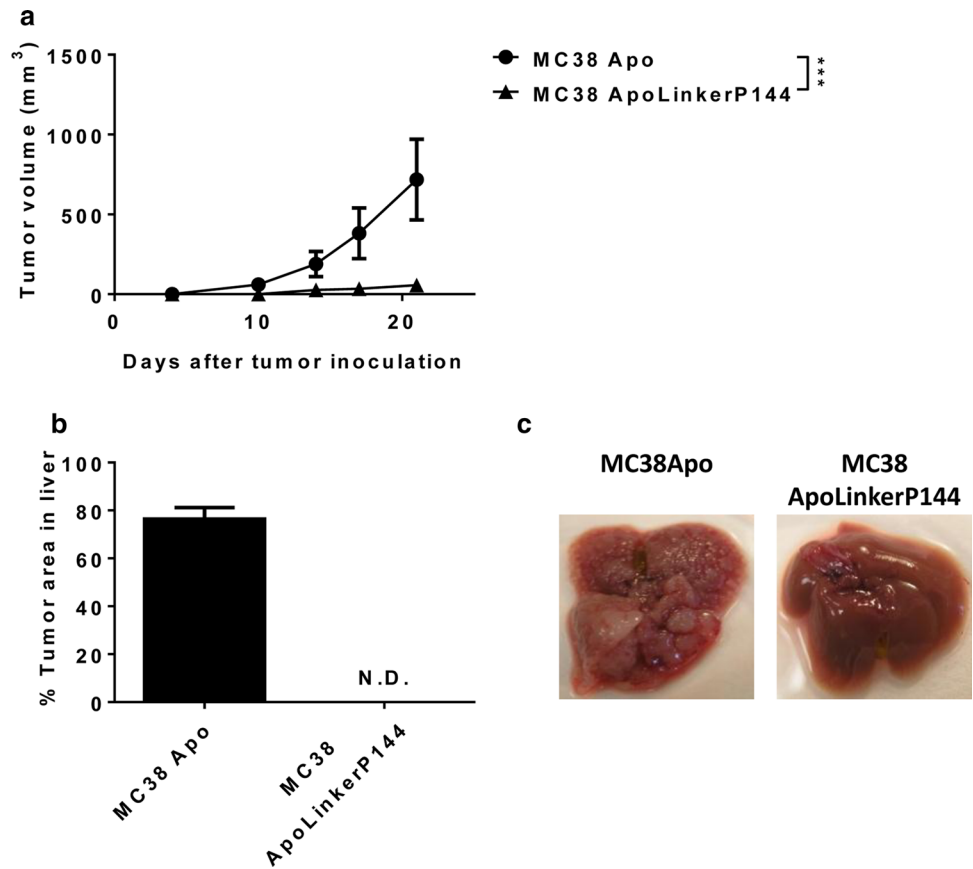 a
Tumor volume (mm3)
1500
1000
500
0
0 10 20
Days after tumor inoculation
MC38 Apo
MC38 ApoLinkerP144
***
b
% Tumor area in liver
100
80
60
40
20
0
N.D.
MC38 Apo
MC38
ApoLinkerP144
c
MC38Apo
MC38
ApoLinkerP144